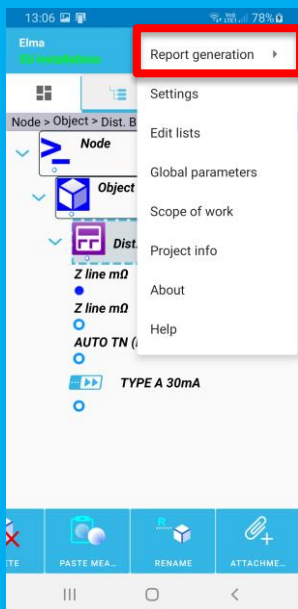 13:06 78%
Elma
Report generation
Settings
Node > Object > Dist. B
Edit lists
Node
Global parameters
Object
Scope of work
Dist.
Project info
Z line mΩ
About
Z line mΩ
Help
AUTO TN (
TYPE A 30mA
ETE PASTE MEA... RENAME ATTACHME...